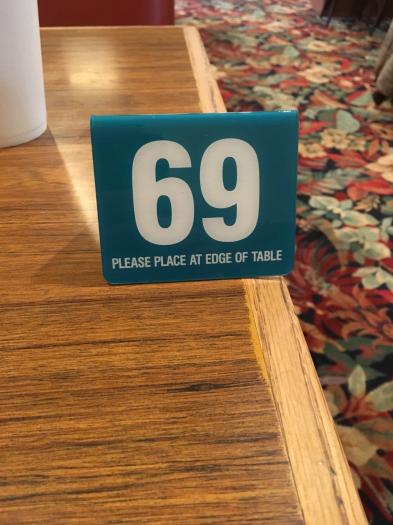 69
PLEASE PLACE AT EDGE OF TABLE